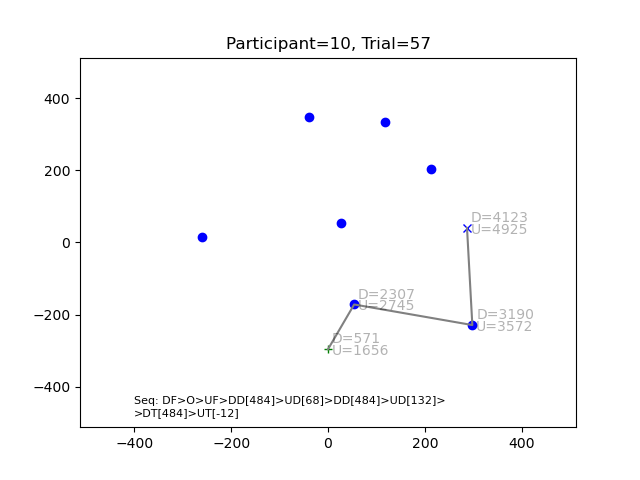 Participant=10, Trial=57
400
200
0
−200
−400
D=4123
U=4925
D=2307
U=2745
D=3190
U=3572
D=571
U=1656
Seq: DF>O>UF>DD[484]>UD[68]>DD[484]>UD[132]>
>DT[484]>UT[-12]
−400 −200 0 200 400